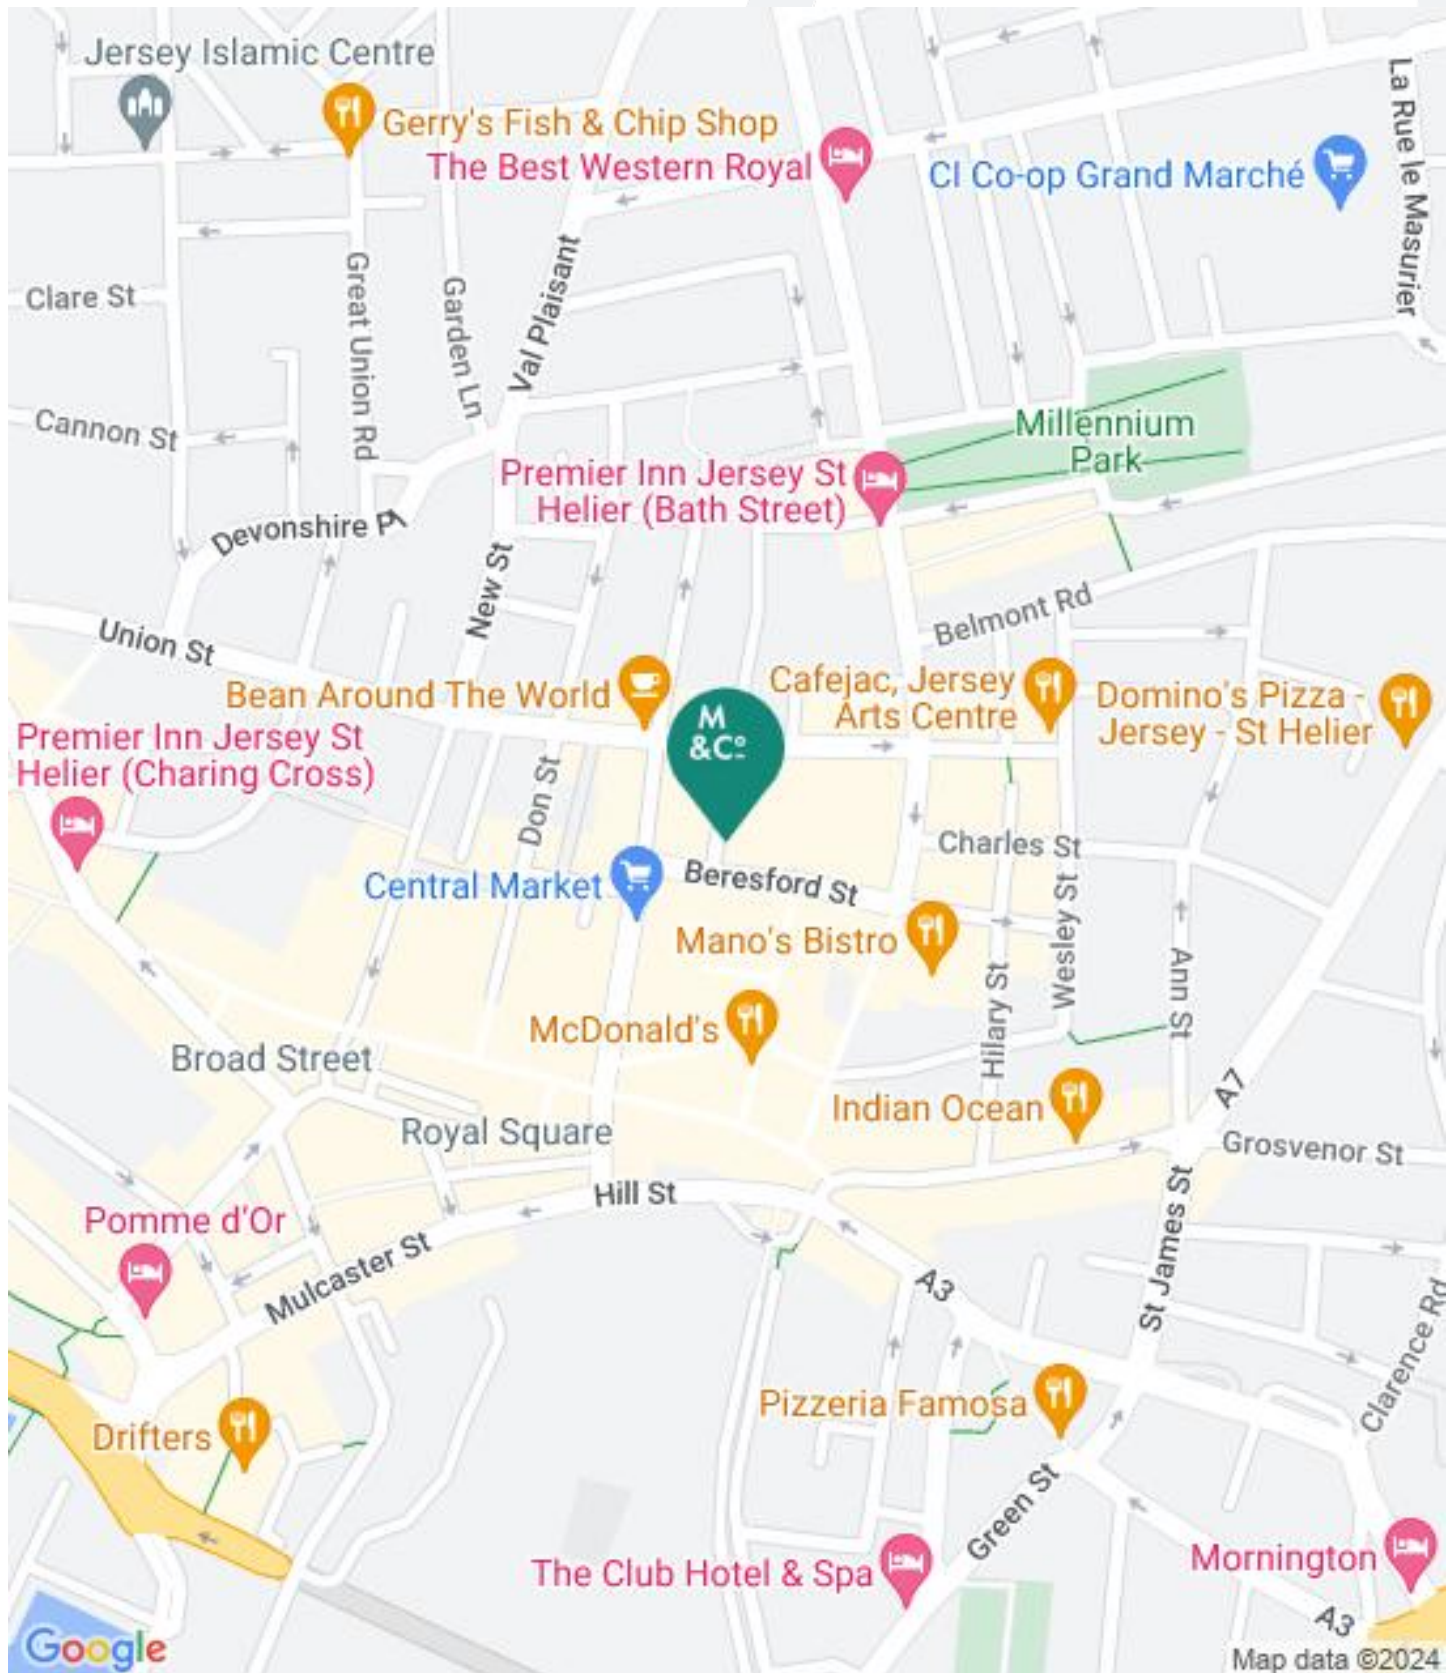 Jersey Islamic Centre
Gerry's Fish & Chip Shop
The Best Western Royal
CI Co-op Grand Marché
La Rue le Masurier
Clare St
Great Union Rd
Garden Ln
Val Plaisant
Cannon St
Millennium
Park
Premier Inn Jersey St
Helier (Bath Street)
Devonshire Pl
New St
Belmont Rd
Union St
Bean Around The World
M
&Co
Cafejac, Jersey
Arts Centre
Domino's Pizza -
Jersey - St Helier
Premier Inn Jersey St
Helier (Charing Cross)
Don St
Charles St
Central Market
Beresford St
Wesley St
Mano's Bistro
Hilary St
Ann St
McDonald's
Broad Street
Indian Ocean
A7
Royal Square
Grosvenor St
Hill St
Pomme d'Or
Mulcaster St
St James St
A3
Clarence Rd
Pizzeria Famosa
Drifters
Green St
The Club Hotel & Spa
Mornington
A3
Google
Map data ©2024